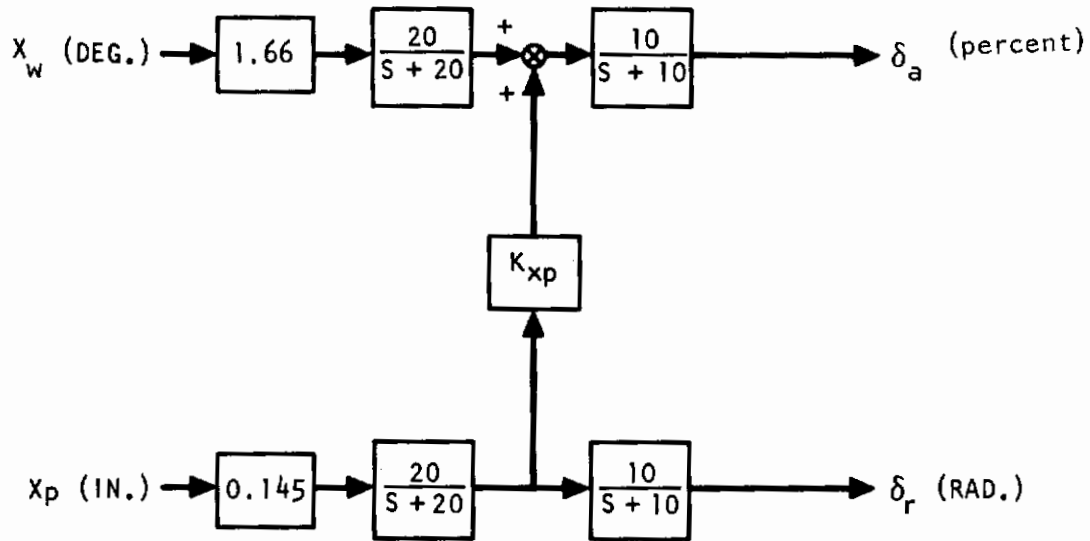 X_w (DEG.)
1.66
20
S + 20
+
+
10
S + 10
δ_a (percent)
K_xp
X_p (IN.)
0.145
20
S + 20
10
S + 10
δ_r (RAD.)